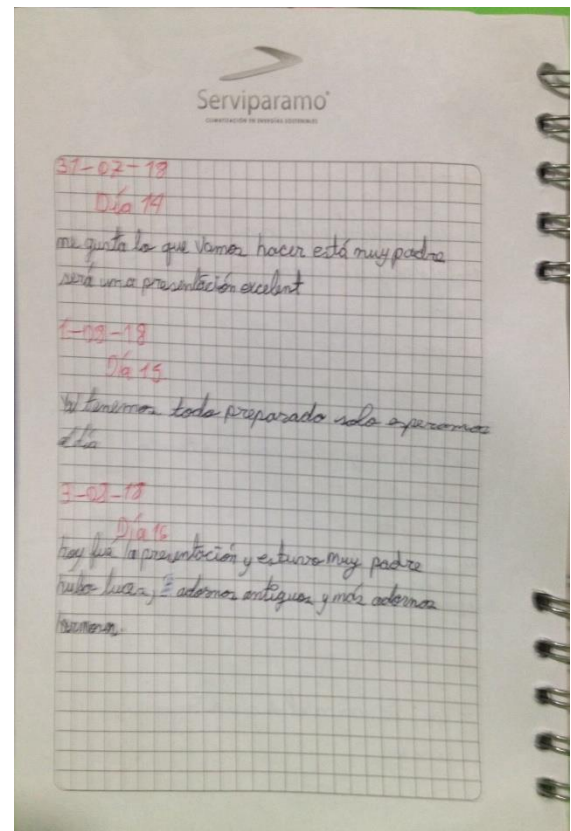 Serviparamo
31-07-18
Día 14
me gusta lo que vamos hacer está muy padre
será una presentación excelent
1-08-18
Día 15
ya tenemos todo preparado solo esperamos
el día
3-08-18
Día 16
hoy fue la presentación y estuvo muy padre
hubo luces, adornos antiguos y más adornos
hermosos.